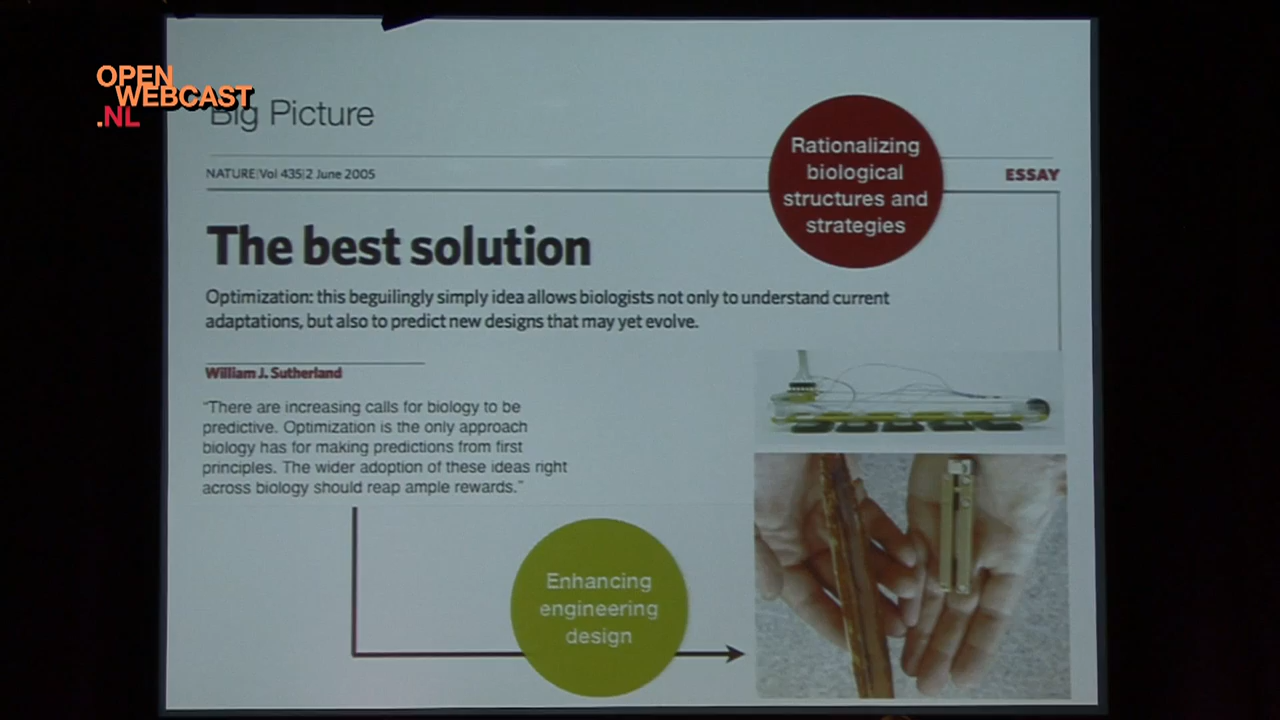 OPEN
WEBCAST
.NL
Big Picture
NATURE|Vol 435|2 June 2005
ESSAY
Rationalizing
biological
structures and
strategies
The best solution
Optimization: this beguilingly simply idea allows biologists not only to understand current
adaptations, but also to predict new designs that may yet evolve.
William J. Sutherland
“There are increasing calls for biology to be
predictive. Optimization is the only approach
biology has for making predictions from first
principles. The wider adoption of these ideas right
across biology should reap ample rewards.”
Enhancing
engineering
design